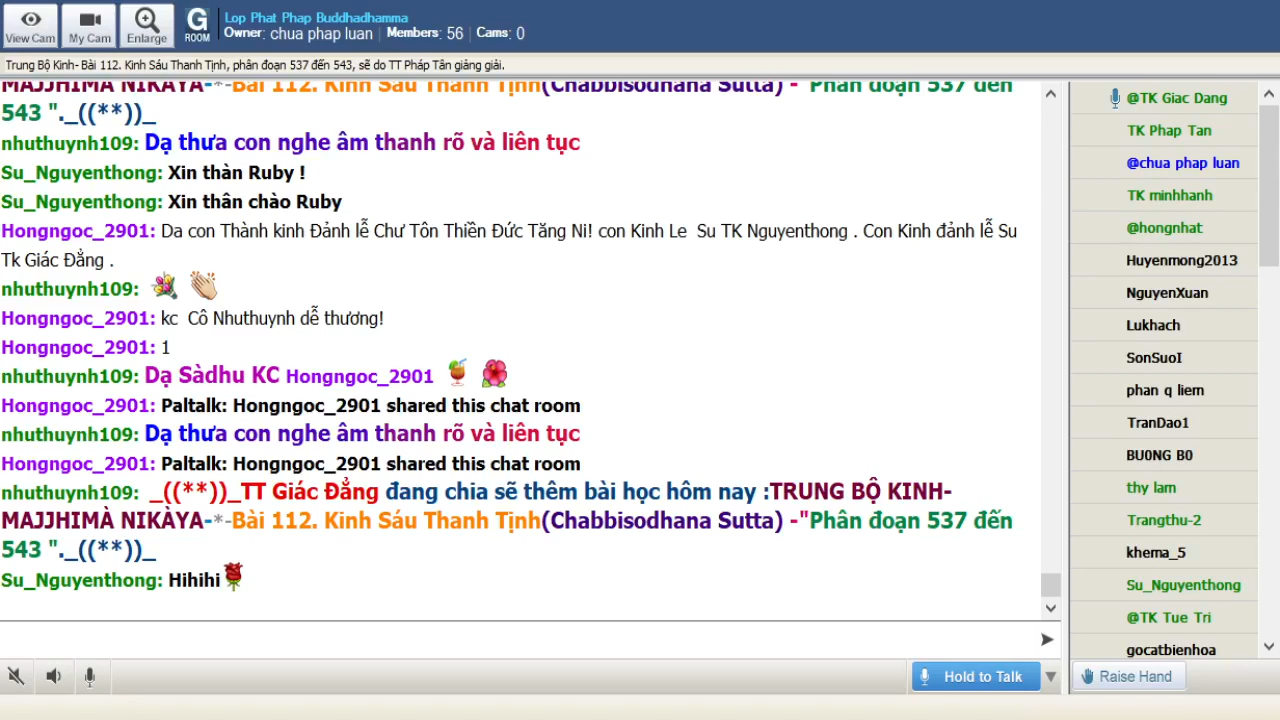 View Cam
My Cam
Enlarge
G
ROOM
Lop Phat Phap Buddhadhamma
Owner: chua phap luan
Members: 56
Cams: 0
Trung Bộ Kinh- Bài 112. Kinh Sáu Thanh Tịnh, phân đoạn 537 đến 543, sẽ do TT Pháp Tân giảng giải.
MAJJHIMÀ NIKÀYA-*-Bài 112. Kinh Sáu Thanh Tịnh(Chabbisodhana Sutta) -"Phân đoạn 537 đến
543 "._((**))_
nhuthuynh109: Dạ thưa con nghe âm thanh rõ và liên tục
Su_Nguyenthong: Xin thàn Ruby !
Su_Nguyenthong: Xin thân chào Ruby
Hongngoc_2901: Da con Thành kinh Đảnh lễ Chư Tôn Thiền Đức Tăng Ni! con Kinh Le Su TK Nguyenthong . Con Kinh đảnh lễ Su
Tk Giác Đẳng .
nhuthuynh109:
Hongngoc_2901: kc Cô Nhuthuynh dễ thương!
Hongngoc_2901: 1
nhuthuynh109: Dạ Sàdhu KC Hongngoc_2901
Hongngoc_2901: Paltalk: Hongngoc_2901 shared this chat room
nhuthuynh109: Dạ thưa con nghe âm thanh rõ và liên tục
Hongngoc_2901: Paltalk: Hongngoc_2901 shared this chat room
nhuthuynh109: _((**))_TT Giác Đẳng đang chia sẽ thêm bài học hôm nay :TRUNG BỘ KINH-
MAJJHIMÀ NIKÀYA-*-Bài 112. Kinh Sáu Thanh Tịnh(Chabbisodhana Sutta) -"Phân đoạn 537 đến
543 "._((**))_
Su_Nguyenthong: Hihihi
@TK Giac Dang
TK Phap Tan
@chua phap luan
TK minhhanh
@hongnhat
Huyenmong2013
NguyenXuan
Lukhach
SonSuoI
phan q liem
TranDao1
BU0NG B0
thy lam
Trangthu-2
khema_5
Su_Nguyenthong
@TK Tue Tri
gocatbienhoa
Hold to Talk
Raise Hand